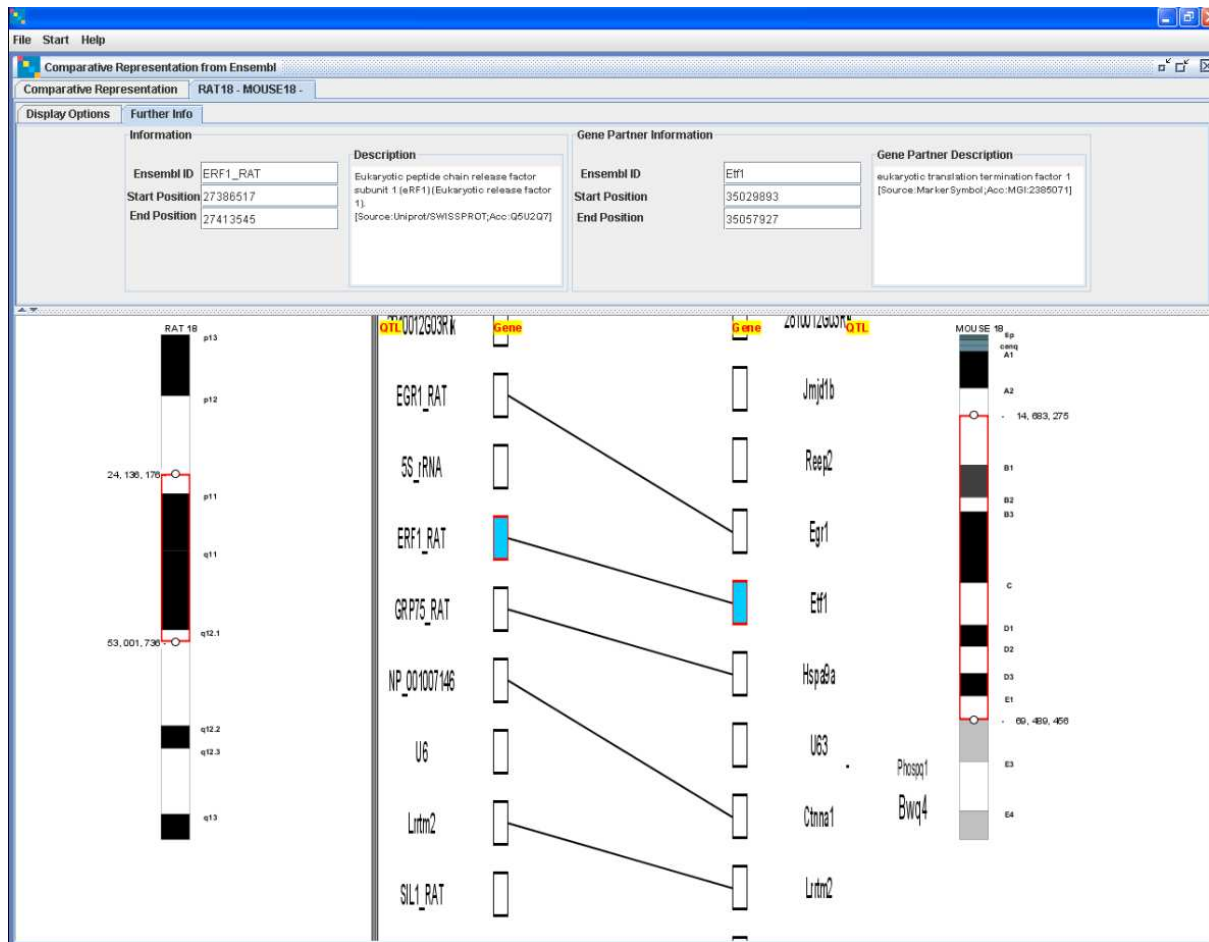 File Start Help
Comparative Representation from Ensembl
Comparative Representation RAT18 - MOUSE18 -
Display Options Further Info
Information
Ensembl ID ERF1_RAT
Start Position 27386517
End Position 27413545
Description
Eukaryotic peptide chain release factor
subunit 1 (eRF1) (Eukaryotic release factor
1).
[Source:Uniprot/SWISSPROT;Acc:Q5U2Q7]
Gene Partner Information
Ensembl ID Etf1
Start Position 35029893
End Position 35057927
Gene Partner Description
eukaryotic translation termination factor 1
[Source:MarkerSymbol;Acc:MGI:2385071]
RAT 18
p13
p12
24, 136, 176
p11
q11
q12.1
53, 001, 736
q12.2
q12.3
q13
QTL Gene
EGR1_RAT
5S_rRNA
ERF1_RAT
GRP75_RAT
NP_001007146
U6
Lrrtm2
SIL1_RAT
Gene QTL
Jmjd1b
Reep2
Egr1
Etf1
Hspa9a
U63
Ctnna1
Lrrtm2
Phospq1
Bwq4
MOUSE 18
Ep
cenq
A1
A2
14, 683, 275
B1
B2
B3
C
D1
D2
D3
E1
69, 489, 456
E3
E4